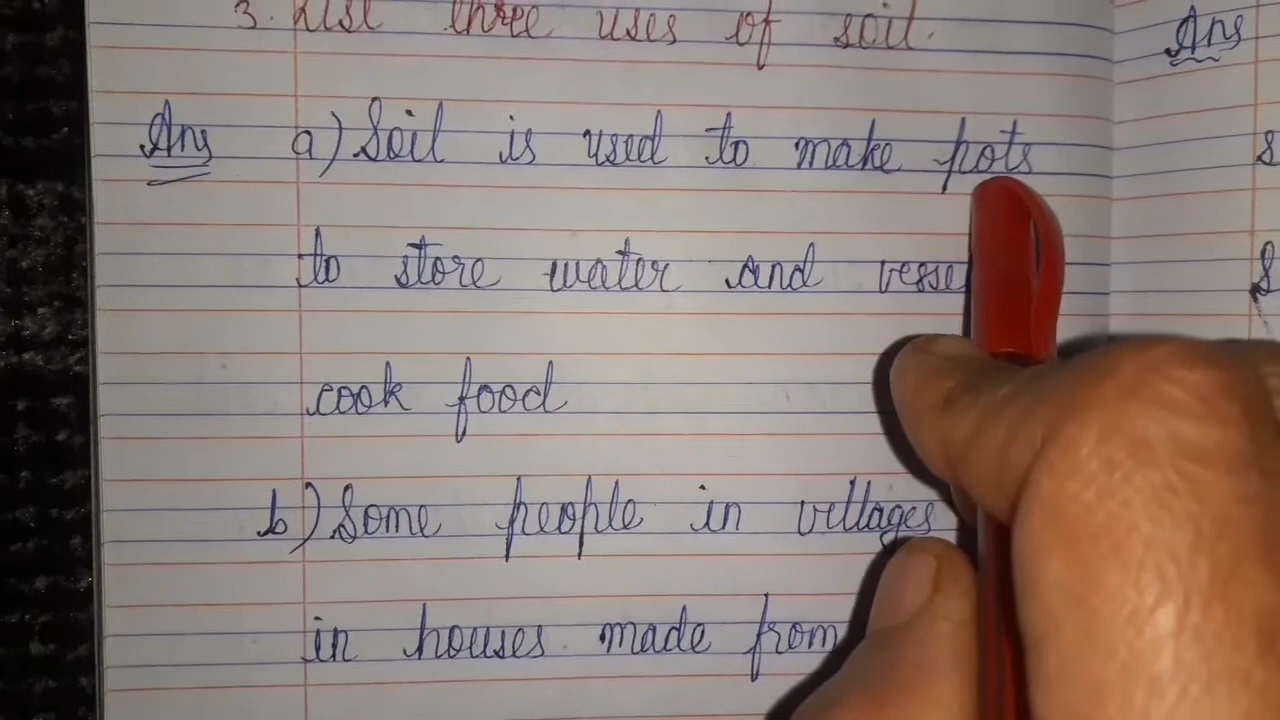 3. List three uses of soil.
Ans
Ans a) Soil is used to make pots
to store water and
cook food
b) Some people in villages
in houses made from